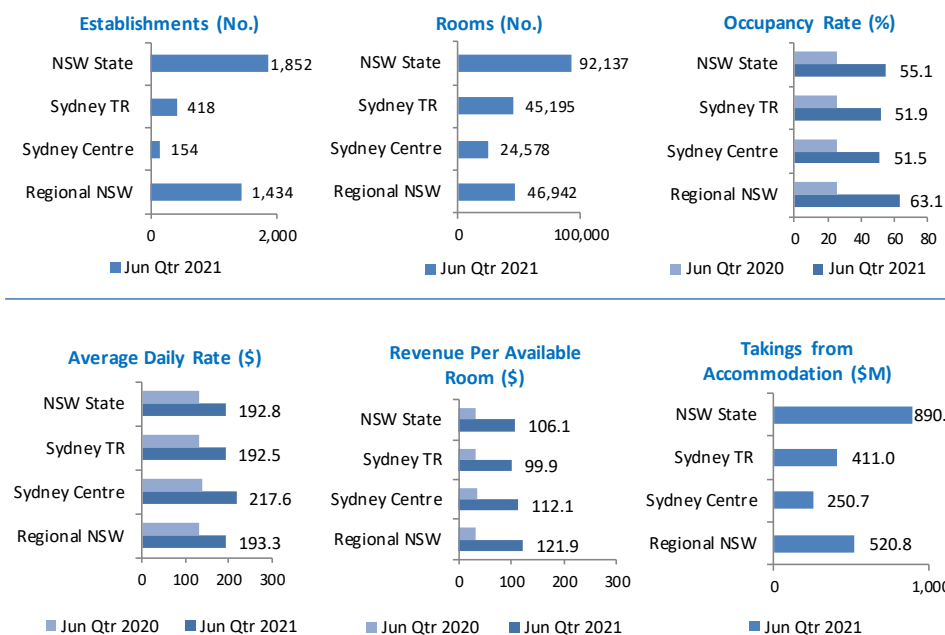 Establishments (No.)
NSW State
1,852
Sydney TR
418
Sydney Centre
154
Regional NSW
1,434
0
2,000
Jun Qtr 2021
Rooms (No.)
NSW State
92,137
Sydney TR
45,195
Sydney Centre
24,578
Regional NSW
46,942
0
100,000
Jun Qtr 2021
Occupancy Rate (%)
NSW State
55.1
Sydney TR
51.9
Sydney Centre
51.5
Regional NSW
63.1
0 20 40 60 80
Jun Qtr 2020 Jun Qtr 2021
Average Daily Rate ($)
NSW State
192.8
Sydney TR
192.5
Sydney Centre
217.6
Regional NSW
193.3
0 100 200 300
Jun Qtr 2020 Jun Qtr 2021
Revenue Per Available
Room ($)
NSW State
106.1
Sydney TR
99.9
Sydney Centre
112.1
Regional NSW
121.9
0 100 200 300
Jun Qtr 2020 Jun Qtr 2021
Takings from
Accommodation ($M)
NSW State
890.
Sydney TR
411.0
Sydney Centre
250.7
Regional NSW
520.8
0
1,000
Jun Qtr 2021